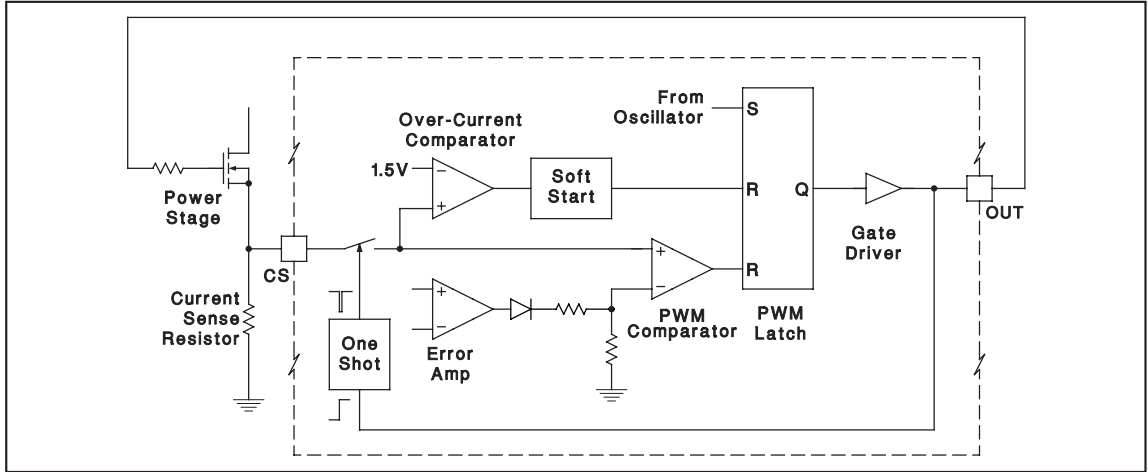 From
Oscillator
S
Over-Current
Comparator
1.5V
−
+
Soft
Start
R
Q
Power
Stage
OUT
Gate
Driver
CS
+
−
R
PWM
Comparator
PWM
Latch
Current
Sense
Resistor
+
−
One
Shot
Error
Amp